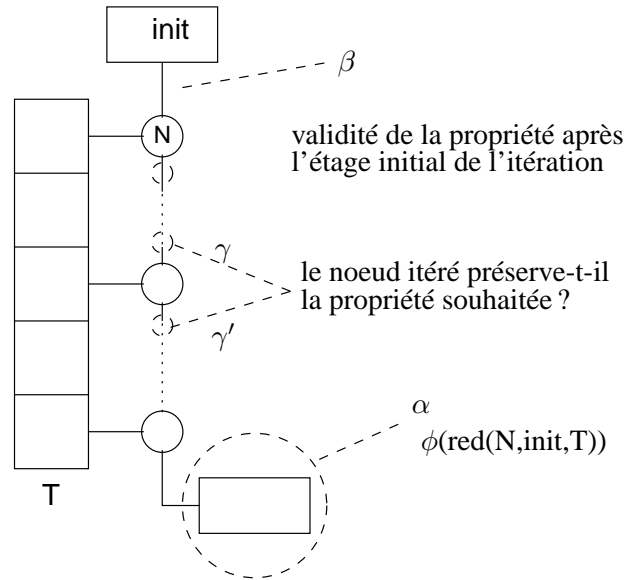 init
β
N
validité de la propriété après
l'étage initial de l'itération
γ
le noeud itéré préserve-t-il
la propriété souhaitée ?
γ′
α
ϕ(red(N,init,T))
T